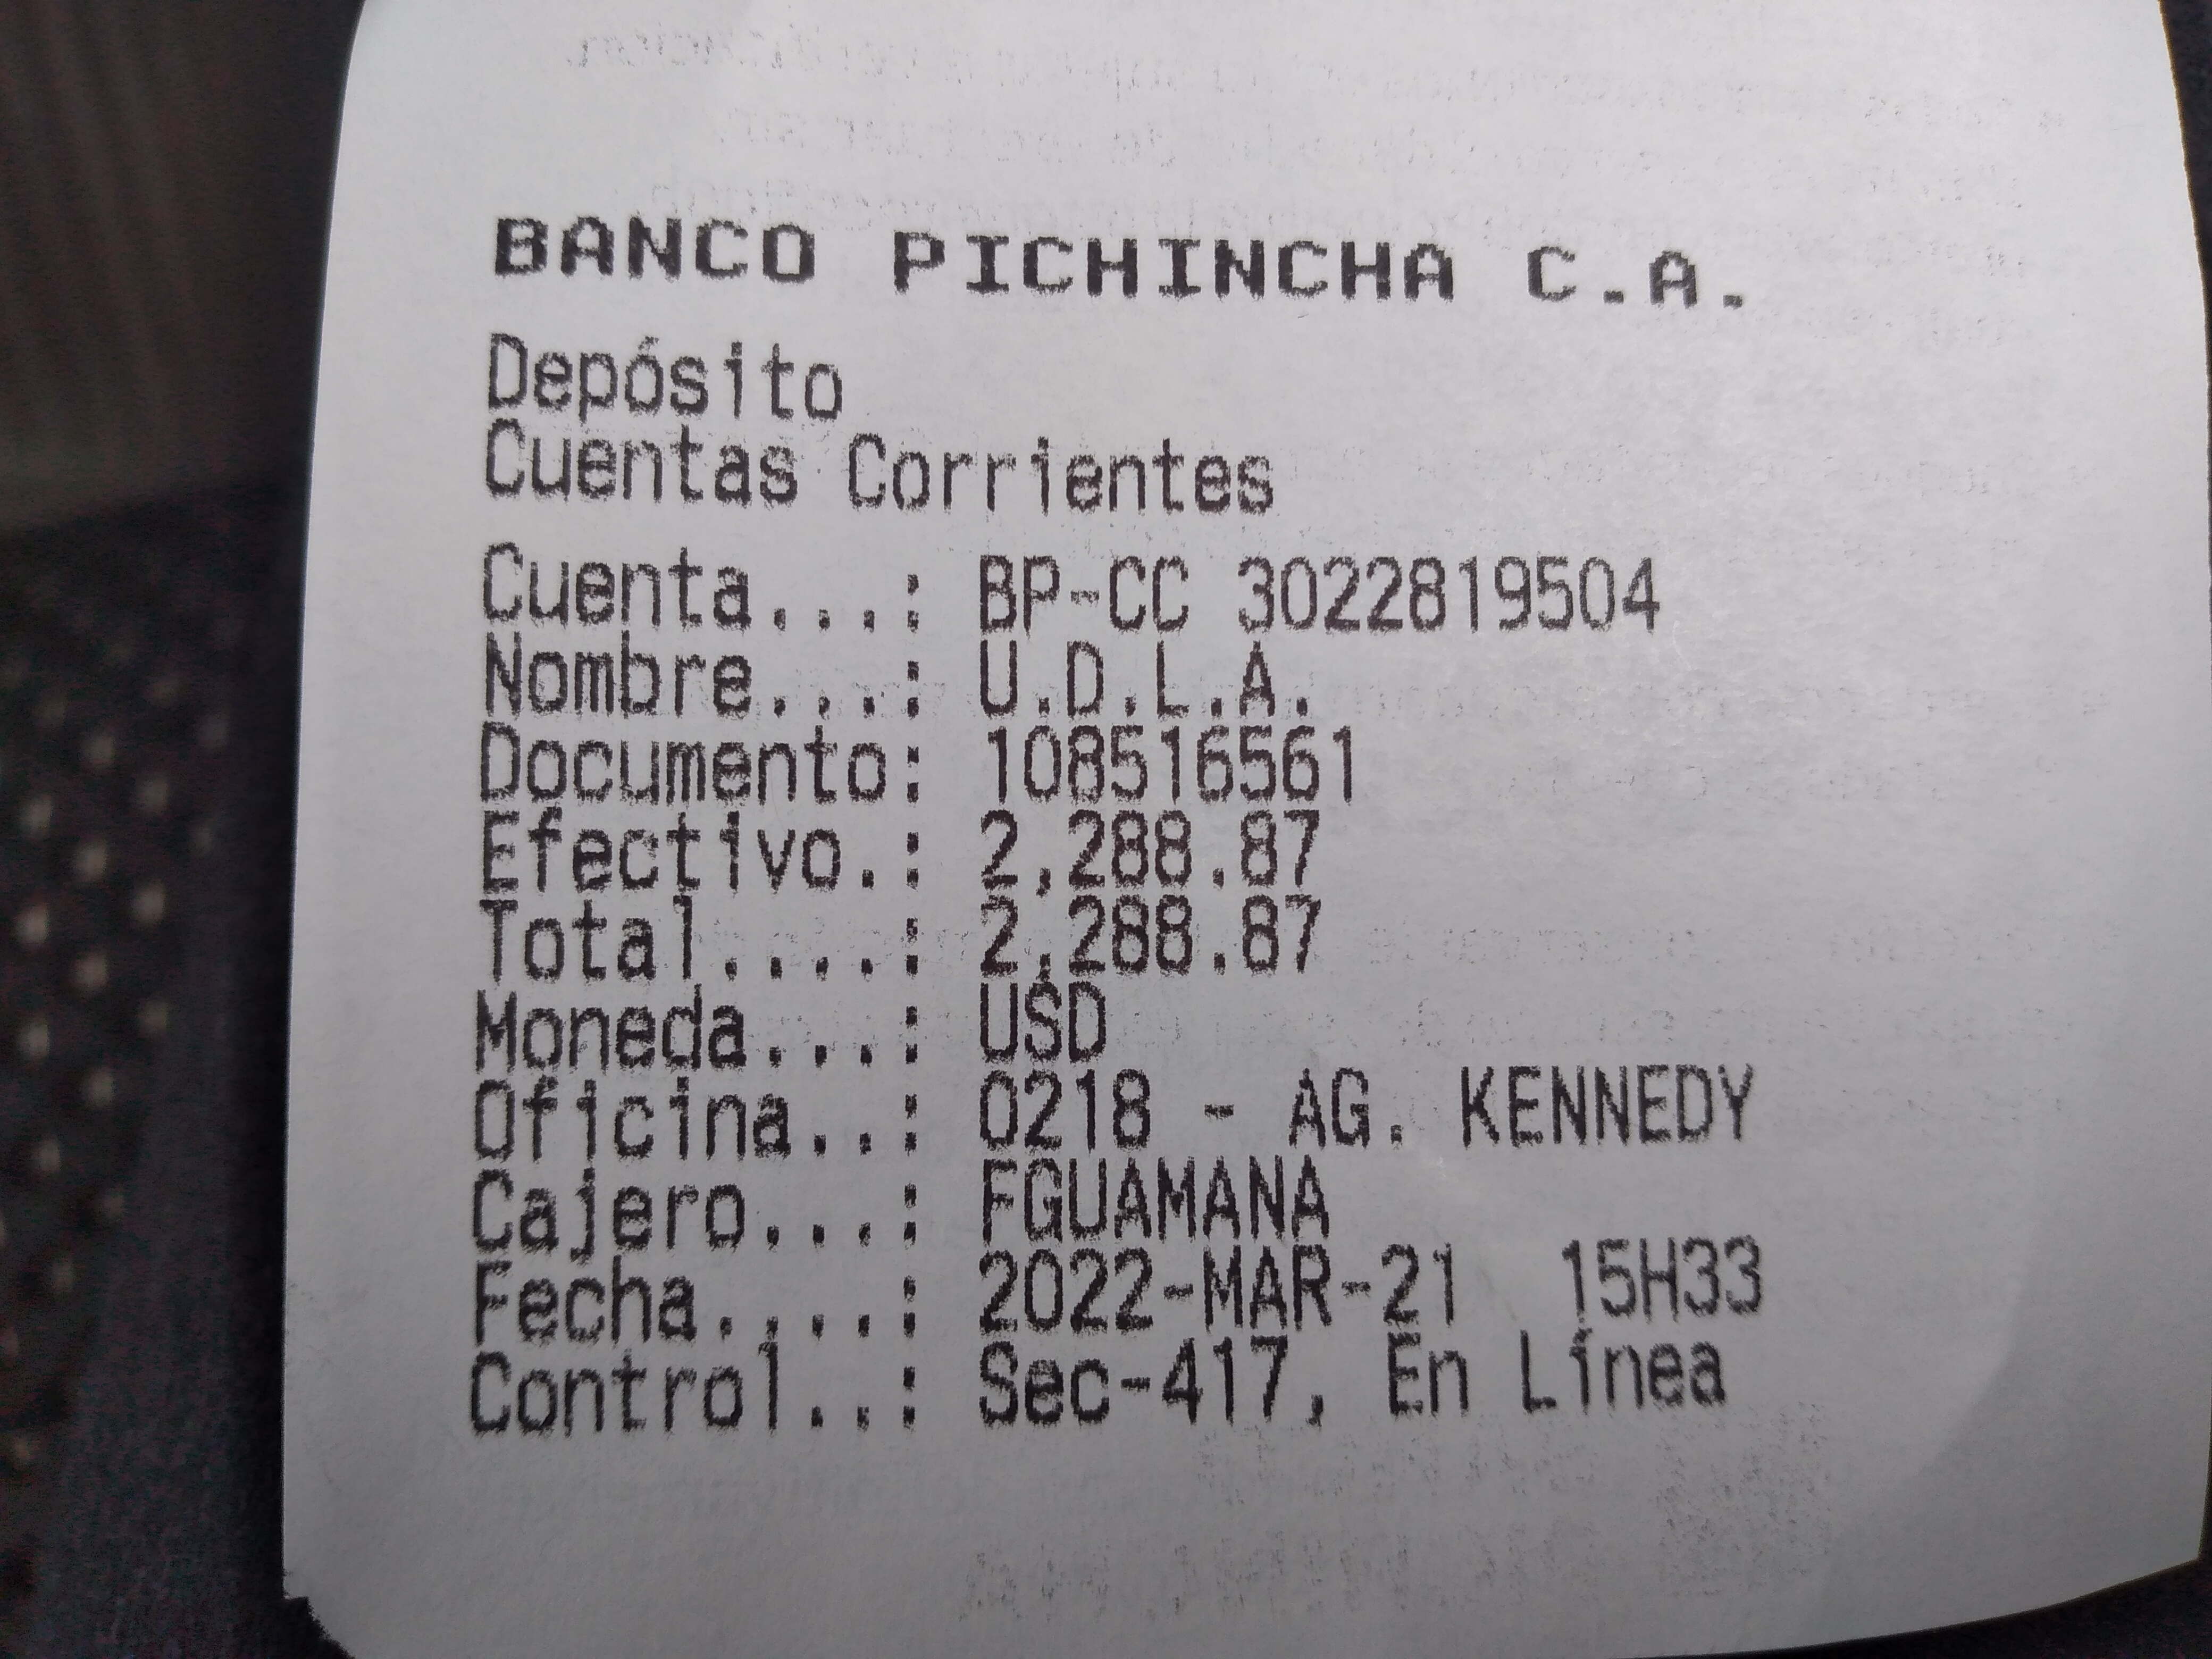 BANCO PICHINCHA C.A.
Depósito
Cuentas Corrientes
Cuenta...: BP-CC 3022819504
Nombre...: U.D.L.A.
Documento: 108516561
Efectivo.: 2,288.87
Total....: 2,288.87
Moneda...: USD
Oficina..: 0218 - AG. KENNEDY
Cajero...: FGUAMANA
Fecha....: 2022-MAR-21 15H33
Control..: Sec-417, En Línea